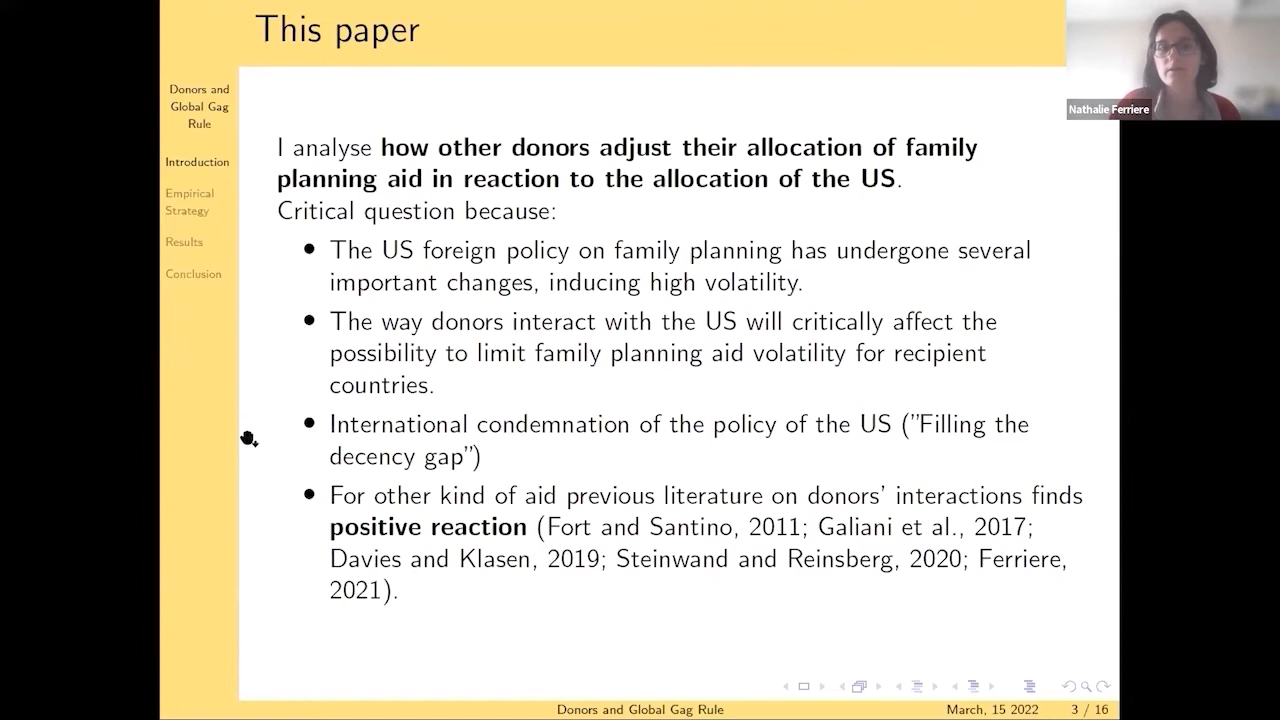 This paper
Nathalie Ferriere
Donors and
Global Gag
Rule
Introduction
Empirical
Strategy
Results
Conclusion
I analyse how other donors adjust their allocation of family
planning aid in reaction to the allocation of the US.
Critical question because:
• The US foreign policy on family planning has undergone several
important changes, inducing high volatility.
• The way donors interact with the US will critically affect the
possibility to limit family planning aid volatility for recipient
countries.
• International condemnation of the policy of the US (”Filling the
decency gap”)
• For other kind of aid previous literature on donors’ interactions finds
positive reaction (Fort and Santino, 2011; Galiani et al., 2017;
Davies and Klasen, 2019; Steinwand and Reinsberg, 2020; Ferriere,
2021).
Donors and Global Gag Rule
March, 15 2022
3 / 16